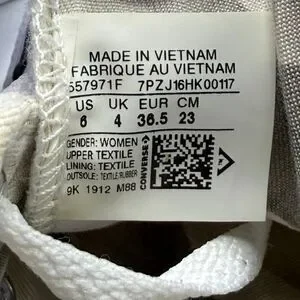 MADE IN VIETNAM
FABRIQUE AU VIETNAM
557971F 7PZJ16HK00117
US UK EUR CM
6 4 36.5 23
GENDER: WOMEN
UPPER:TEXTILE
LINING: TEXTILE
OUTSOLE: TEXTILE/RUBBER
9K 1912 M88
CONVERSE